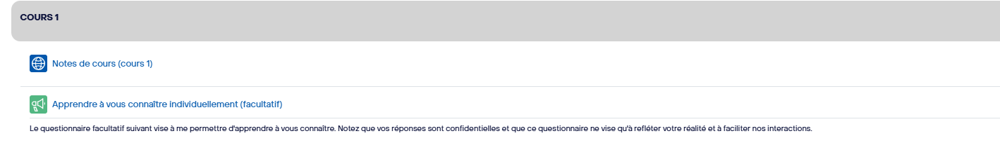 COURS 1
Notes de cours (cours 1)
Apprendre à vous connaître individuellement (facultatif)
Le questionnaire facultatif suivant vise à me permettre d'apprendre à vous connaître. Notez que vos réponses sont confidentielles et que ce questionnaire ne vise qu'à refléter votre réalité et à faciliter nos interactions.